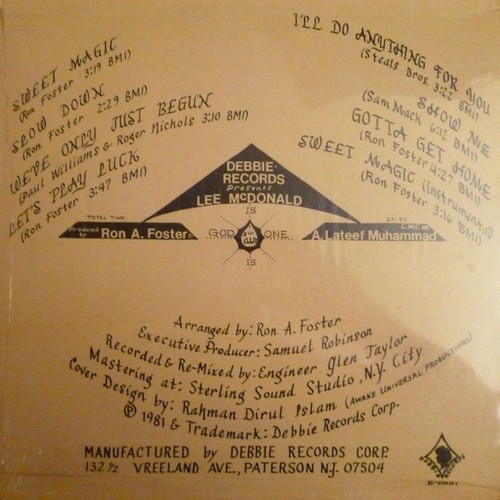 SWEET MAGIC
(Ron Foster 3:19 BMI)
SLOW DOWN
(Ron Foster 2:29 BMI)
WE'VE ONLY JUST BEGUN
(Paul Williams & Roger Nichols 3:10 BMI)
LET'S PLAY LUCK
(Ron Foster 3:47 BMI)
I'LL DO ANYTHING FOR YOU
(Steals Bros. 3:22 BMI)
SHOW ME
(Sam Mack 6:12 BMI)
GOTTA GET HOME
(Ron Foster 4:27 BMI)
SWEET MAGIC (Instrumental)
(Ron Foster 3:16 BMI)
DEBBIE
RECORDS
Presents
LEE McDONALD
IS
TOTAL TIME
Produced by Ron A. Foster
GOD
ONE
C.M.C.W.
A. Lateef Muhammad
IS
Arranged by: Ron A. Foster
Executive Producer: Samuel Robinson
Recorded & Re-Mixed by: Engineer Glen Taylor
Mastering at: Sterling Sound Studio, N.Y. City
Cover Design by: Rahman Dirul Islam (AWAKE UNIVERSAL PRODUCTIONS)
℗ 1981 & Trademark: Debbie Records Corp.
MANUFACTURED BY DEBBIE RECORDS CORP.
132 ½ VREELAND AVE., PATERSON N.J. 07504